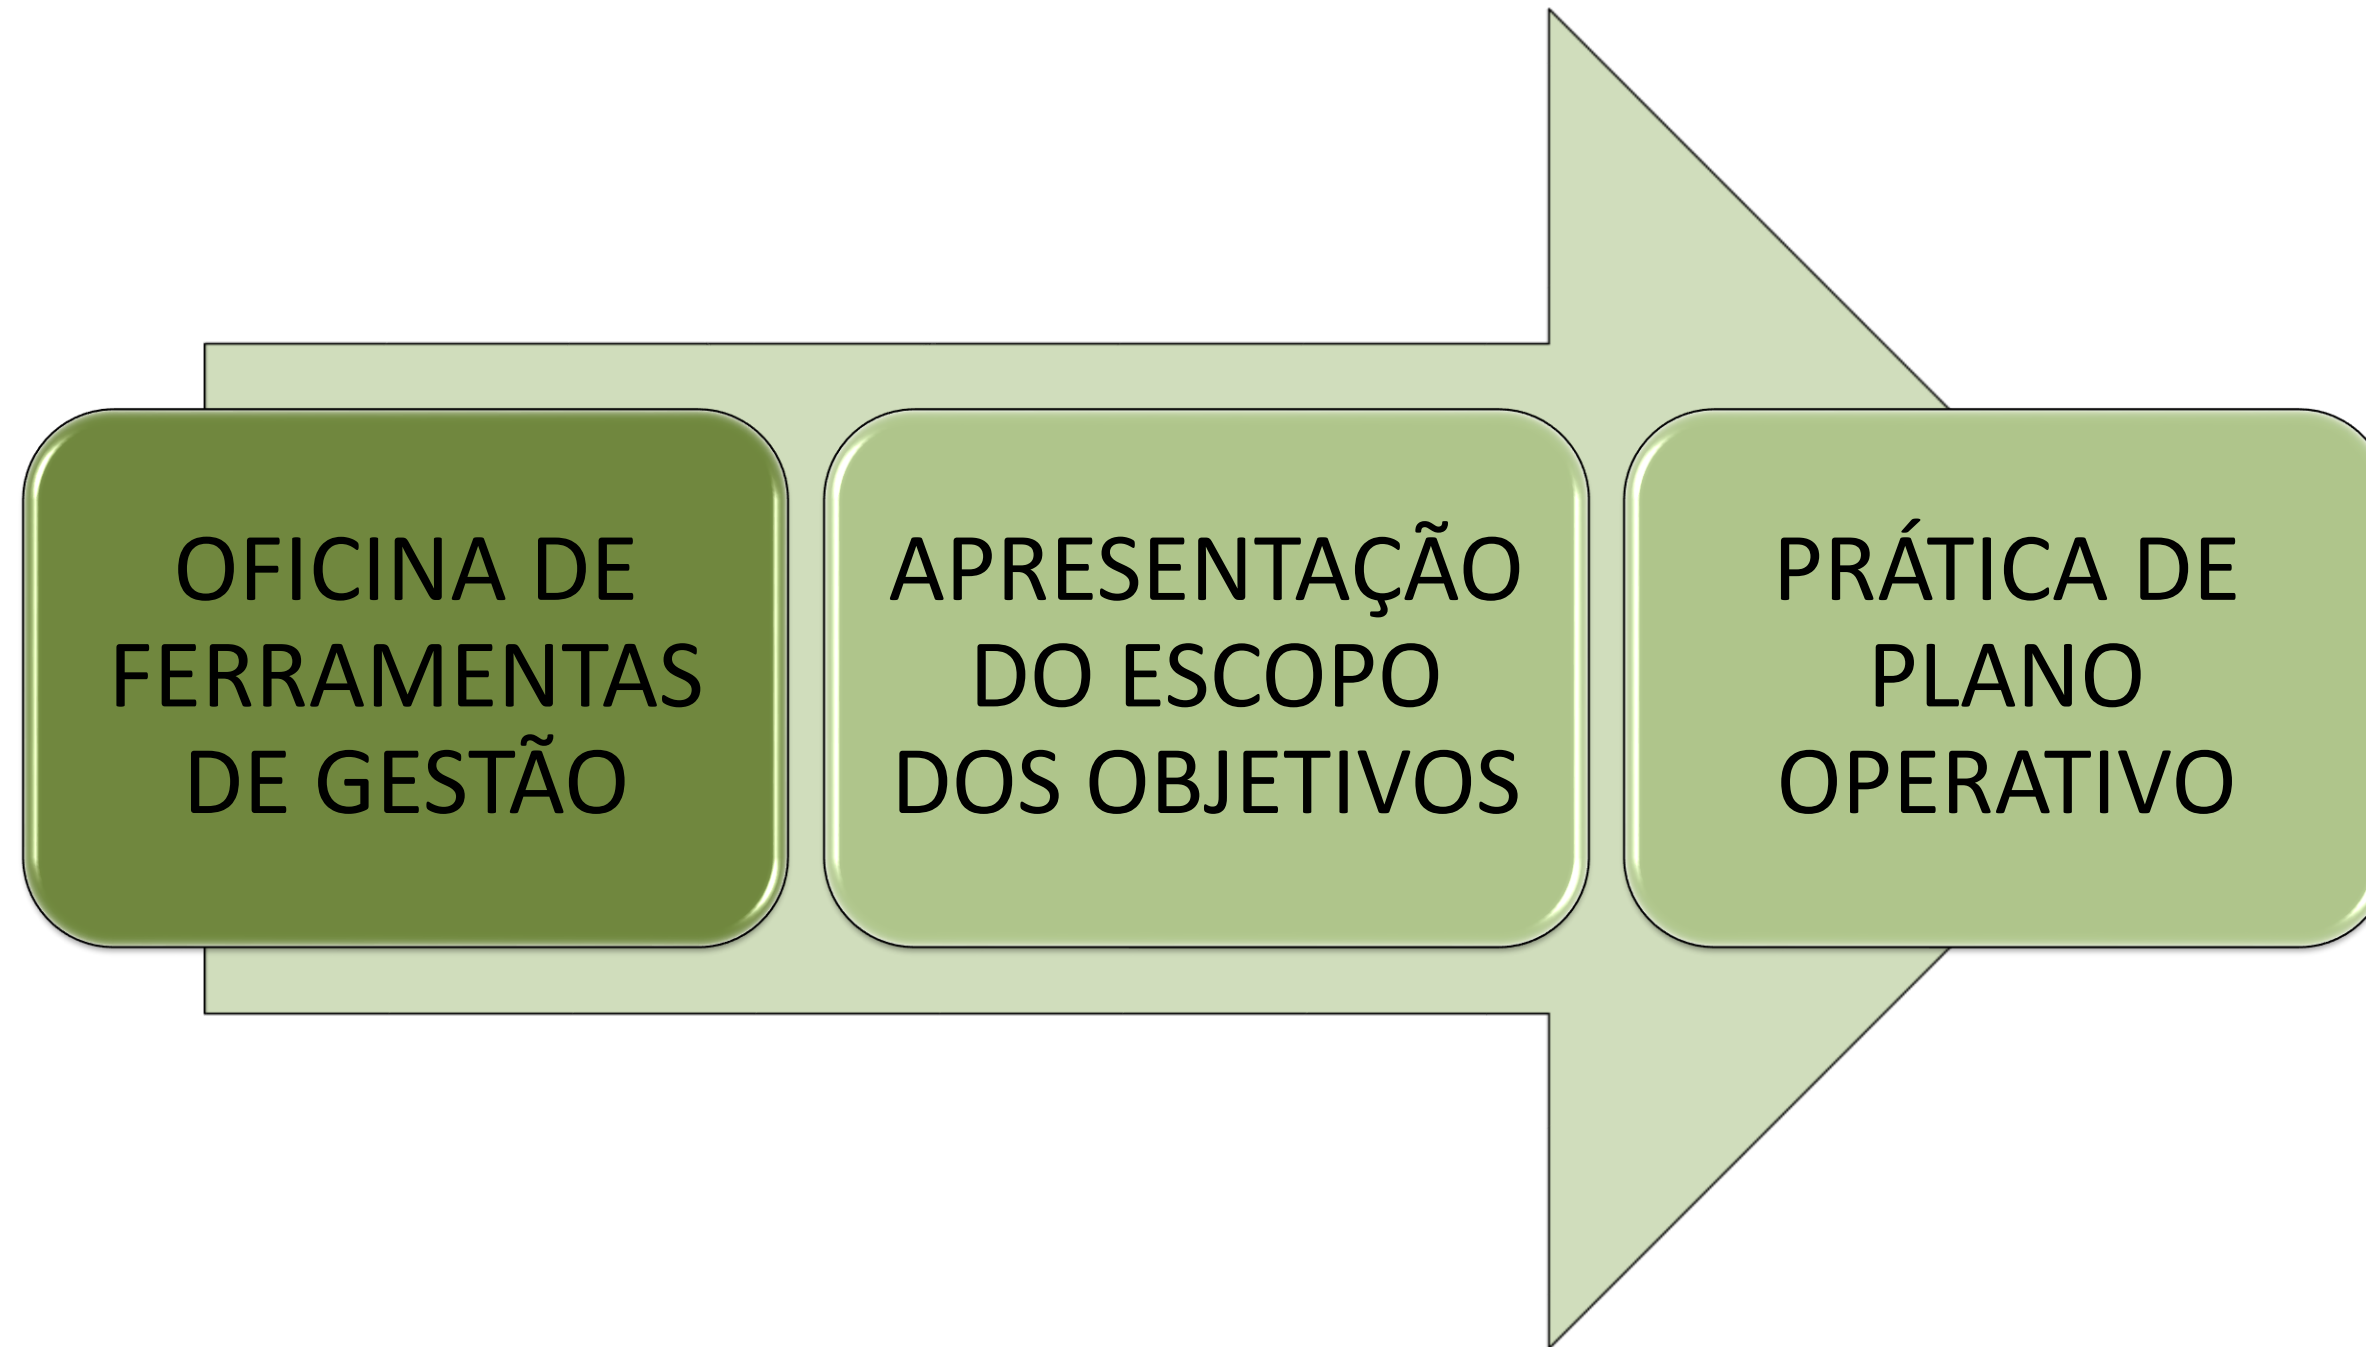 OFICINA DE
FERRAMENTAS
DE GESTÃO
APRESENTAÇÃO
DO ESCOPO
DOS OBJETIVOS
PRÁTICA DE
PLANO
OPERATIVO